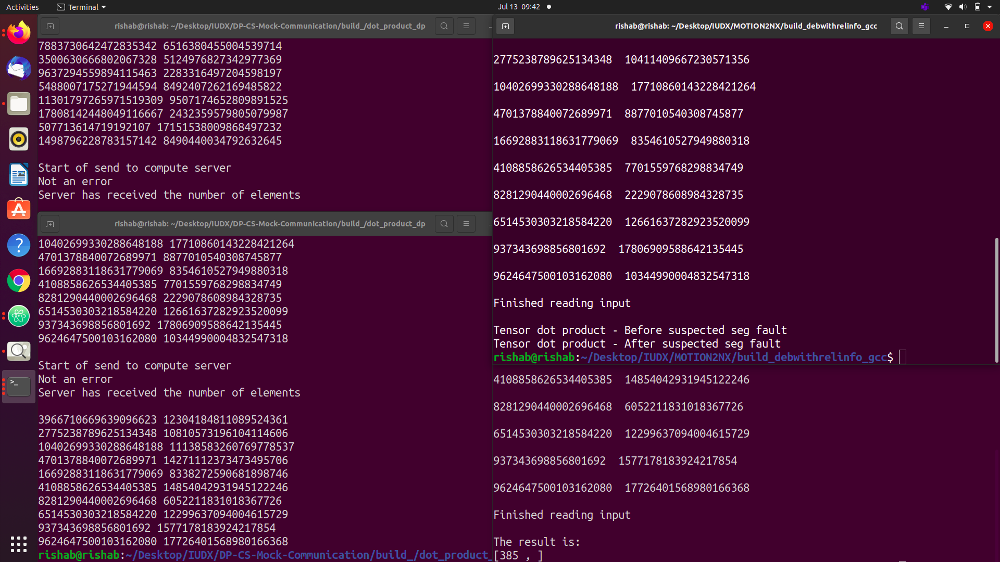 Activities Terminal Jul 13 09:42
rishab@rishab: ~/Desktop/IUDX/DP-CS-Mock-Communication/build_/dot_product_dp
7883730642472835342 6516380455004539714
3500630666802067328 5124976827342977369
9637294559894115463 2283316497204598197
5488007175271944594 8492407262169485822
11301797265971519309 9507174652809891525
17808142448049116667 2432359579805079987
507713614719192107 17151538009868497232
1498796228783157142 8490440034792632645
Start of send to compute server
Not an error
Server has received the number of elements
rishab@rishab: ~/Desktop/IUDX/DP-CS-Mock-Communication/build_/dot_product_dp
10402699330288648188 17710860143228421264
4701378840072689971 8877010540308745877
16692883118631779069 8354610527949880318
4108858626534405385 7701559768298834749
8281290440002696468 2229078608984328735
6514530303218584220 12661637282923520099
937343698856801692 17806909588642135445
9624647500103162080 10344990004832547318
Start of send to compute server
Not an error
Server has received the number of elements
3966710669639096623 12304184811089524361
2775238789625134348 10810573196104114606
10402699330288648188 11138583260769778537
4701378840072689971 14271112373473495706
16692883118631779069 8338272590681898746
4108858626534405385 14854042931945122246
8281290440002696468 6052211831018367726
6514530303218584220 12299637094004615729
937343698856801692 1577178183924217854
9624647500103162080 17726401568980166368
rishab@rishab:~/Desktop/IUDX/DP-CS-Mock-Communication/build_/dot_product_
rishab@rishab: ~/Desktop/IUDX/MOTION2NX/build_debwithrelinfo_gcc
2775238789625134348 10411409667230571356
10402699330288648188 17710860143228421264
4701378840072689971 8877010540308745877
16692883118631779069 8354610527949880318
4108858626534405385 7701559768298834749
8281290440002696468 2229078608984328735
6514530303218584220 12661637282923520099
937343698856801692 17806909588642135445
9624647500103162080 10344990004832547318
Finished reading input
Tensor dot product - Before suspected seg fault
Tensor dot product - After suspected seg fault
rishab@rishab:~/Desktop/IUDX/MOTION2NX/build_debwithrelinfo_gcc$
4108858626534405385 14854042931945122246
8281290440002696468 6052211831018367726
6514530303218584220 12299637094004615729
937343698856801692 1577178183924217854
9624647500103162080 17726401568980166368
Finished reading input
The result is:
[385 , ]